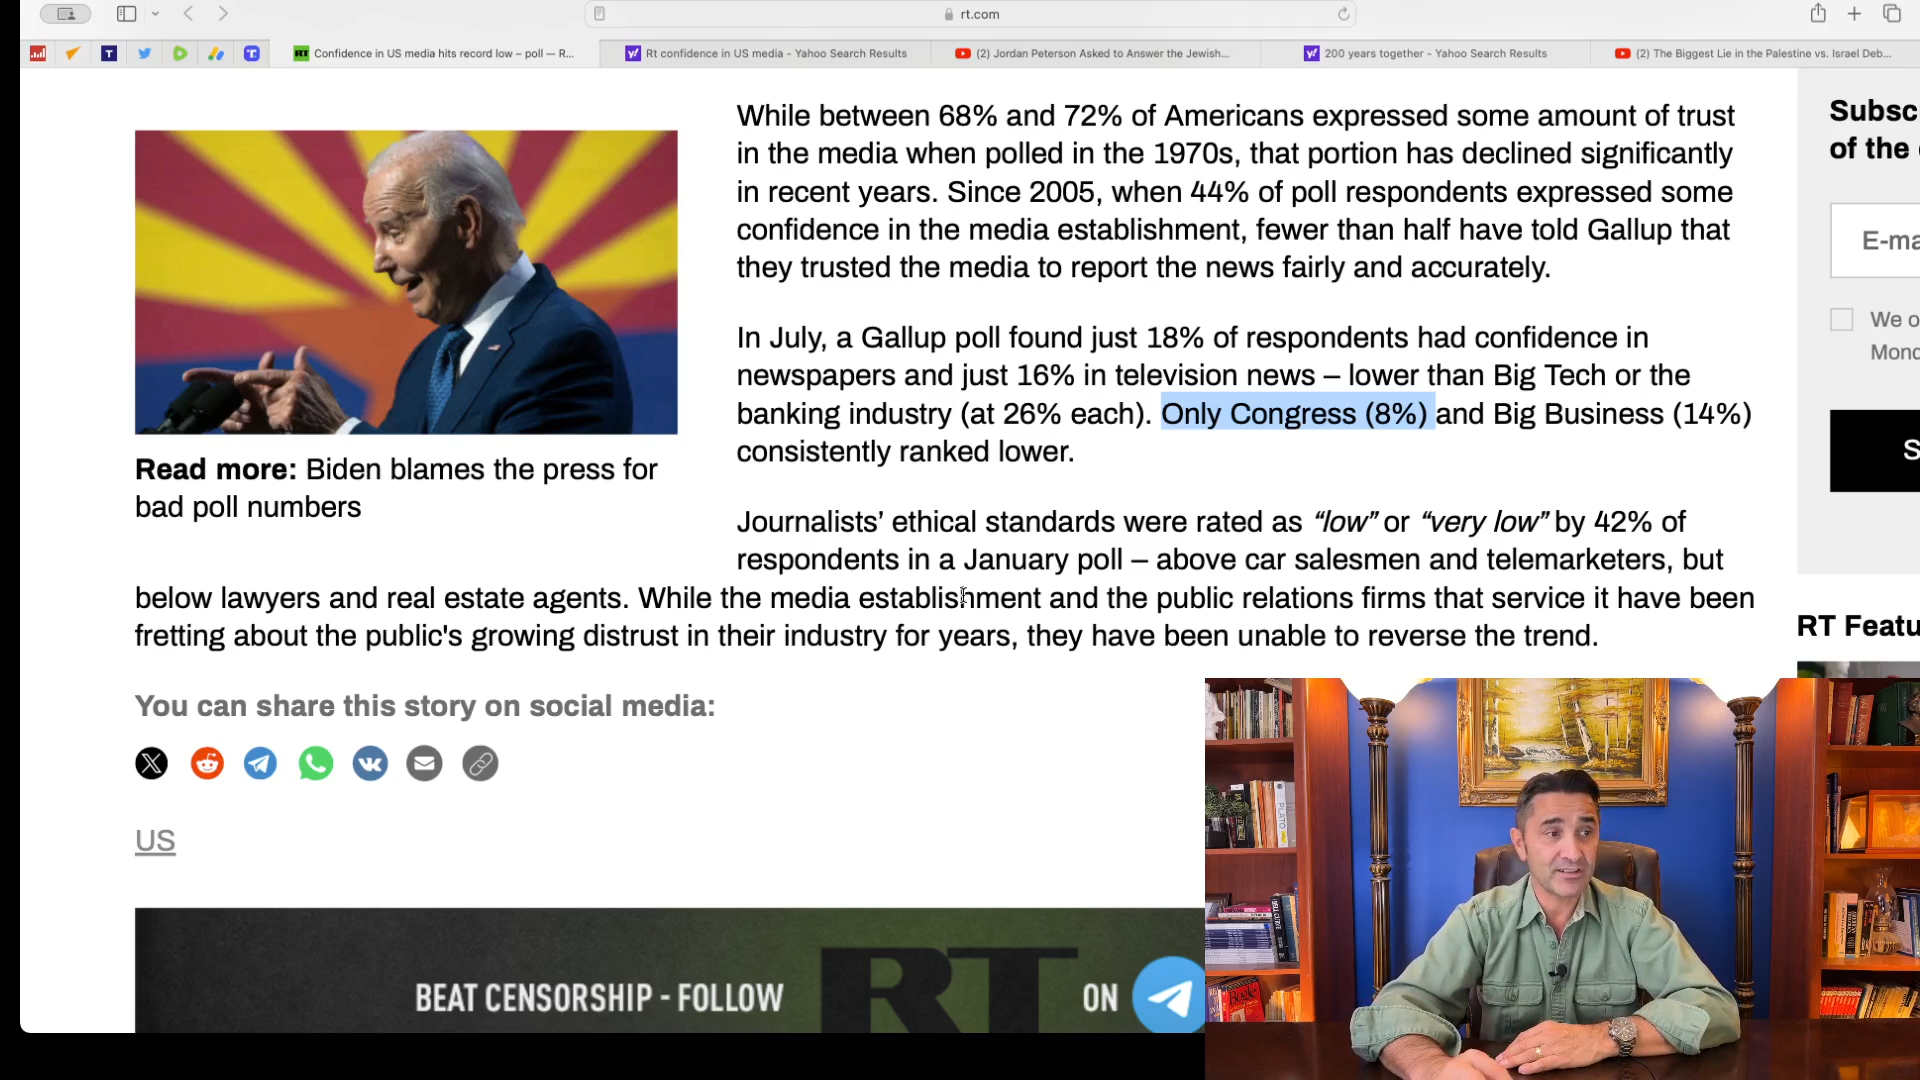 rt.com
Confidence in US media hits record low – poll — R...
Rt confidence in US media - Yahoo Search Results
(2) Jordan Peterson Asked to Answer the Jewish...
200 years together - Yahoo Search Results
(2) The Biggest Lie in the Palestine vs. Israel Deb...
While between 68% and 72% of Americans expressed some amount of trust
in the media when polled in the 1970s, that portion has declined significantly
in recent years. Since 2005, when 44% of poll respondents expressed some
confidence in the media establishment, fewer than half have told Gallup that
they trusted the media to report the news fairly and accurately.
In July, a Gallup poll found just 18% of respondents had confidence in
newspapers and just 16% in television news – lower than Big Tech or the
banking industry (at 26% each). Only Congress (8%) and Big Business (14%)
consistently ranked lower.
Read more: Biden blames the press for
bad poll numbers
Journalists’ ethical standards were rated as “low” or “very low” by 42% of
respondents in a January poll – above car salesmen and telemarketers, but
below lawyers and real estate agents. While the media establishment and the public relations firms that service it have been
fretting about the public's growing distrust in their industry for years, they have been unable to reverse the trend.
You can share this story on social media:
US
BEAT CENSORSHIP - FOLLOW RT ON
Subsc
of the
E-ma
We o
Mond
S
RT Featu
PLATO